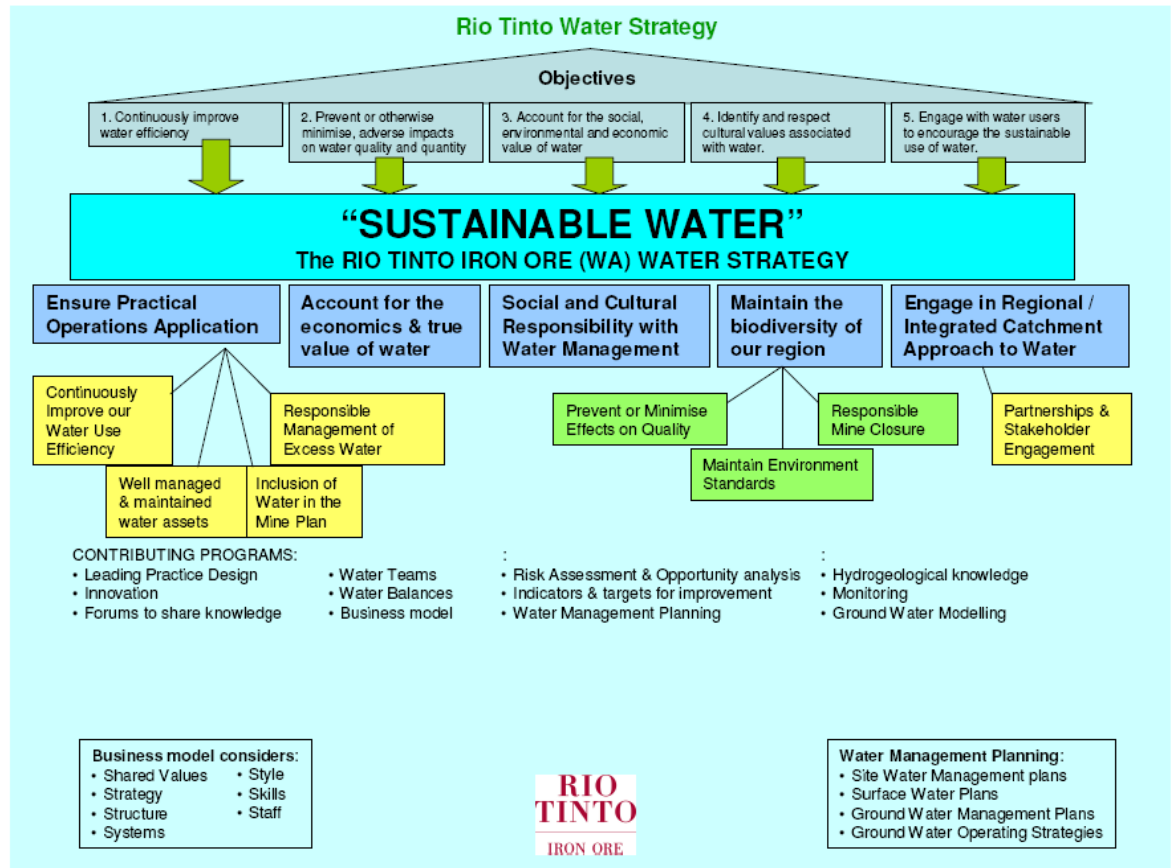 Rio Tinto Water Strategy
Objectives
1. Continuously improve
water efficiency
2. Prevent or otherwise
minimise, adverse impacts
on water quality and quantity
3. Account for the social,
environmental and economic
value of water
4. Identify and respect
cultural values associated
with water.
5. Engage with water users
to encourage the sustainable
use of water.
“SUSTAINABLE WATER”
The RIO TINTO IRON ORE (WA) WATER STRATEGY
Ensure Practical
Operations Application
Account for the
economics & true
value of water
Social and Cultural
Responsibility with
Water Management
Maintain the
biodiversity of
our region
Engage in Regional /
Integrated Catchment
Approach to Water
Continuously
Improve our
Water Use
Efficiency
Responsible
Management of
Excess Water
Well managed
& maintained
water assets
Inclusion of
Water in the
Mine Plan
Prevent or Minimise
Effects on Quality
Responsible
Mine Closure
Maintain Environment
Standards
Partnerships &
Stakeholder
Engagement
CONTRIBUTING PROGRAMS:
• Leading Practice Design
• Innovation
• Forums to share knowledge
• Water Teams
• Water Balances
• Business model
:
• Risk Assessment & Opportunity analysis
• Indicators & targets for improvement
• Water Management Planning
:
• Hydrogeological knowledge
• Monitoring
• Ground Water Modelling
Business model considers:
• Shared Values
• Strategy
• Structure
• Systems
• Style
• Skills
• Staff
RIO
TINTO
IRON ORE
Water Management Planning:
• Site Water Management plans
• Surface Water Plans
• Ground Water Management Plans
• Ground Water Operating Strategies